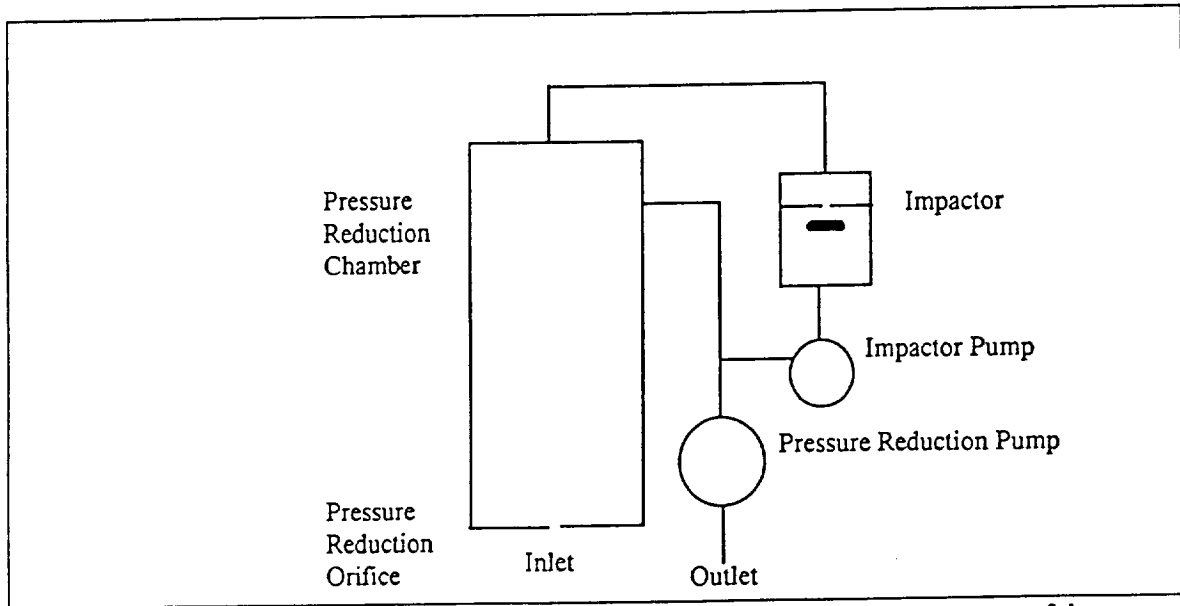 Pressure
Reduction
Chamber
Impactor
Impactor Pump
Pressure Reduction Pump
Pressure
Reduction
Orifice
Inlet
Outlet